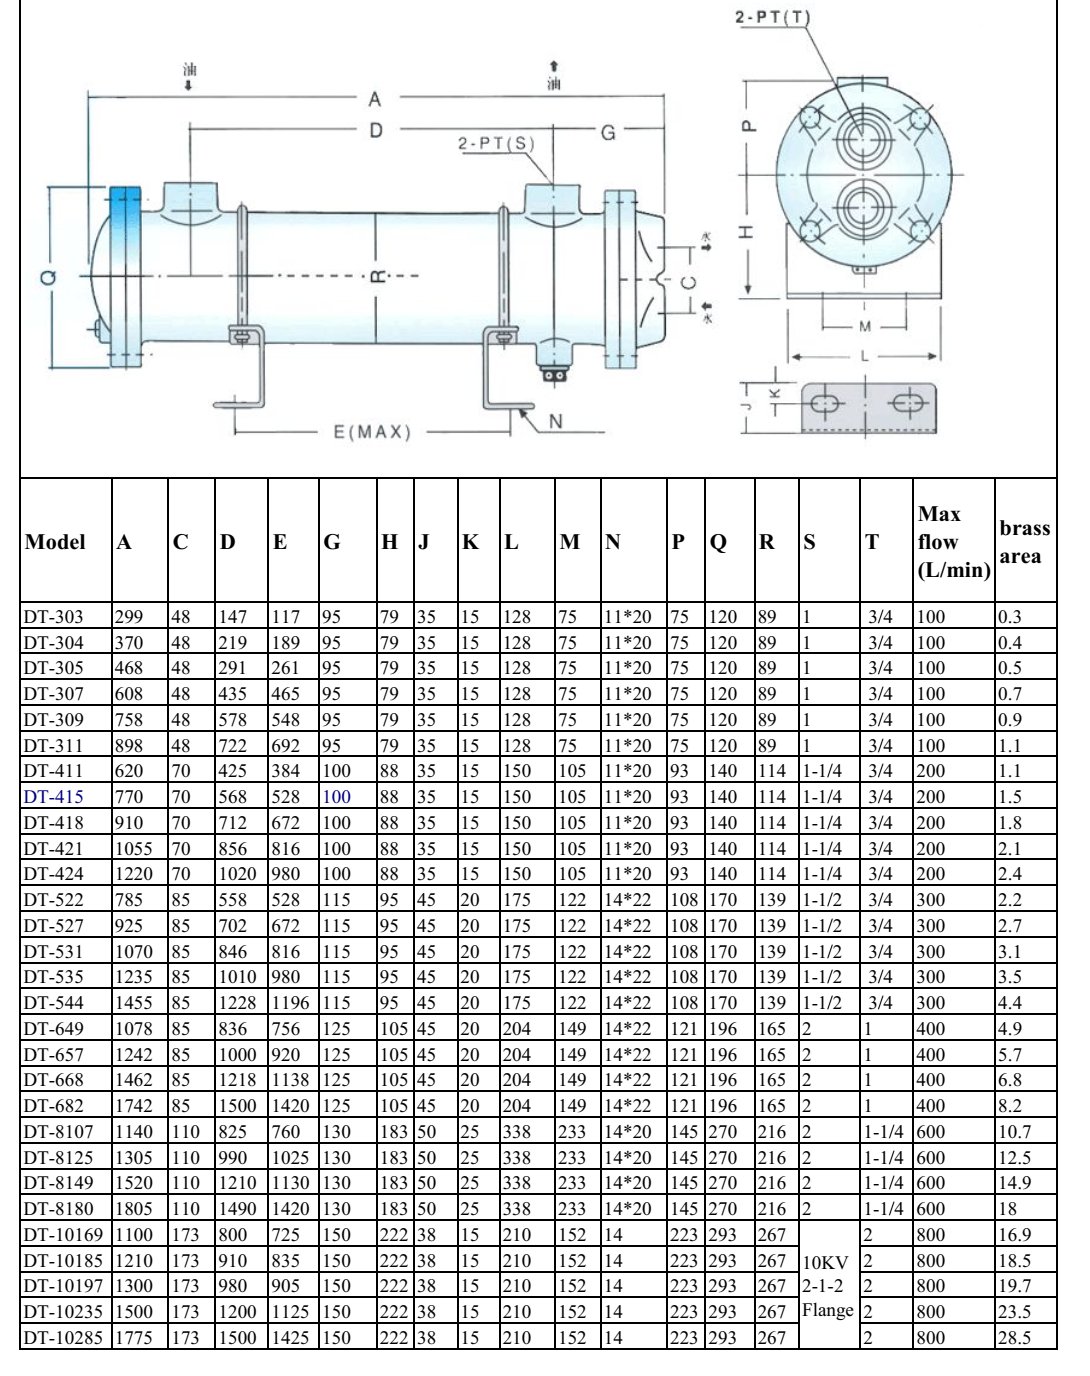 2-PT(T)
油 油
A
D G
2-PT(S)
P
H
Q R C
水
水
M
L
K
J
N
E(MAX)
Model A C D E G H J K L M N P Q R S T Max flow (L/min) brass area
DT-303 299 48 147 117 95 79 35 15 128 75 11*20 75 120 89 1 3/4 100 0.3
DT-304 370 48 219 189 95 79 35 15 128 75 11*20 75 120 89 1 3/4 100 0.4
DT-305 468 48 291 261 95 79 35 15 128 75 11*20 75 120 89 1 3/4 100 0.5
DT-307 608 48 435 465 95 79 35 15 128 75 11*20 75 120 89 1 3/4 100 0.7
DT-309 758 48 578 548 95 79 35 15 128 75 11*20 75 120 89 1 3/4 100 0.9
DT-311 898 48 722 692 95 79 35 15 128 75 11*20 75 120 89 1 3/4 100 1.1
DT-411 620 70 425 384 100 88 35 15 150 105 11*20 93 140 114 1-1/4 3/4 200 1.1
DT-415 770 70 568 528 100 88 35 15 150 105 11*20 93 140 114 1-1/4 3/4 200 1.5
DT-418 910 70 712 672 100 88 35 15 150 105 11*20 93 140 114 1-1/4 3/4 200 1.8
DT-421 1055 70 856 816 100 88 35 15 150 105 11*20 93 140 114 1-1/4 3/4 200 2.1
DT-424 1220 70 1020 980 100 88 35 15 150 105 11*20 93 140 114 1-1/4 3/4 200 2.4
DT-522 785 85 558 528 115 95 45 20 175 122 14*22 108 170 139 1-1/2 3/4 300 2.2
DT-527 925 85 702 672 115 95 45 20 175 122 14*22 108 170 139 1-1/2 3/4 300 2.7
DT-531 1070 85 846 816 115 95 45 20 175 122 14*22 108 170 139 1-1/2 3/4 300 3.1
DT-535 1235 85 1010 980 115 95 45 20 175 122 14*22 108 170 139 1-1/2 3/4 300 3.5
DT-544 1455 85 1228 1196 115 95 45 20 175 122 14*22 108 170 139 1-1/2 3/4 300 4.4
DT-649 1078 85 836 756 125 105 45 20 204 149 14*22 121 196 165 2 1 400 4.9
DT-657 1242 85 1000 920 125 105 45 20 204 149 14*22 121 196 165 2 1 400 5.7
DT-668 1462 85 1218 1138 125 105 45 20 204 149 14*22 121 196 165 2 1 400 6.8
DT-682 1742 85 1500 1420 125 105 45 20 204 149 14*22 121 196 165 2 1 400 8.2
DT-8107 1140 110 825 760 130 183 50 25 338 233 14*20 145 270 216 2 1-1/4 600 10.7
DT-8125 1305 110 990 1025 130 183 50 25 338 233 14*20 145 270 216 2 1-1/4 600 12.5
DT-8149 1520 110 1210 1130 130 183 50 25 338 233 14*20 145 270 216 2 1-1/4 600 14.9
DT-8180 1805 110 1490 1420 130 183 50 25 338 233 14*20 145 270 216 2 1-1/4 600 18
DT-10169 1100 173 800 725 150 222 38 15 210 152 14 223 293 267 2 800 16.9
DT-10185 1210 173 910 835 150 222 38 15 210 152 14 223 293 267 10KV 2 800 18.5
DT-10197 1300 173 980 905 150 222 38 15 210 152 14 223 293 267 2-1-2 2 800 19.7
DT-10235 1500 173 1200 1125 150 222 38 15 210 152 14 223 293 267 Flange 2 800 23.5
DT-10285 1775 173 1500 1425 150 222 38 15 210 152 14 223 293 267 2 800 28.5